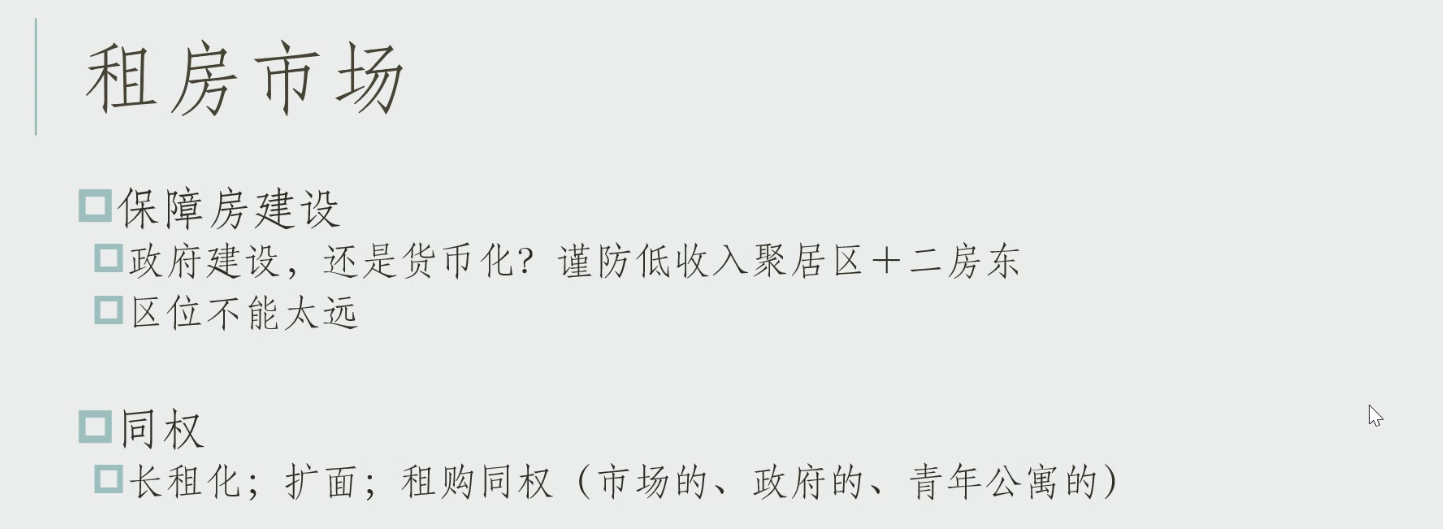 租房市场
保障房建设
政府建设，还是货币化？谨防低收入聚居区＋二房东
区位不能太远
同权
长租化；扩面；租购同权（市场的、政府的、青年公寓的）